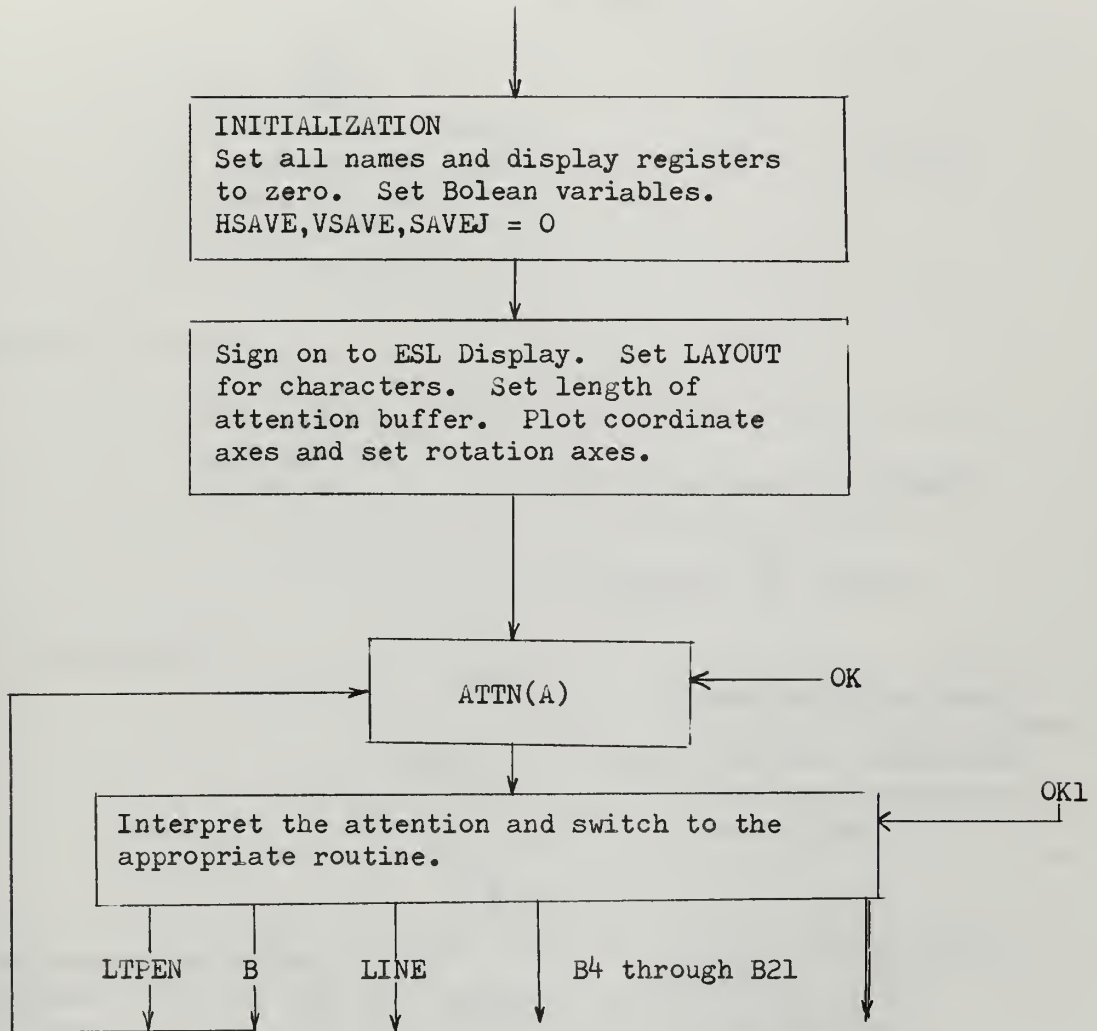 INITIALIZATION
Set all names and display registers
to zero. Set Bolean variables.
HSAVE,VSAVE,SAVEJ = 0
Sign on to ESL Display. Set LAYOUT
for characters. Set length of
attention buffer. Plot coordinate
axes and set rotation axes.
ATTN(A)
OK
OK1
Interpret the attention and switch to the
appropriate routine.
LTPEN B LINE B4 through B21